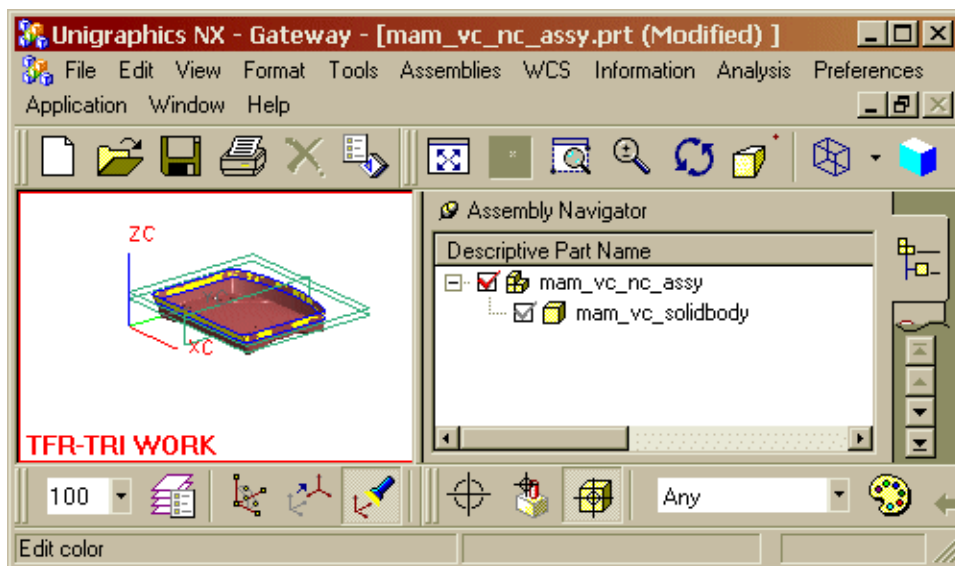 Unigraphics NX - Gateway - [mam_vc_nc_assy.prt (Modified) ]
File Edit View Format Tools Assemblies WCS Information Analysis Preferences
Application Window Help
Assembly Navigator
ZC
Descriptive Part Name
mam_vc_nc_assy
mam_vc_solidbody
XC
TFR-TRI WORK
100
Any
Edit color